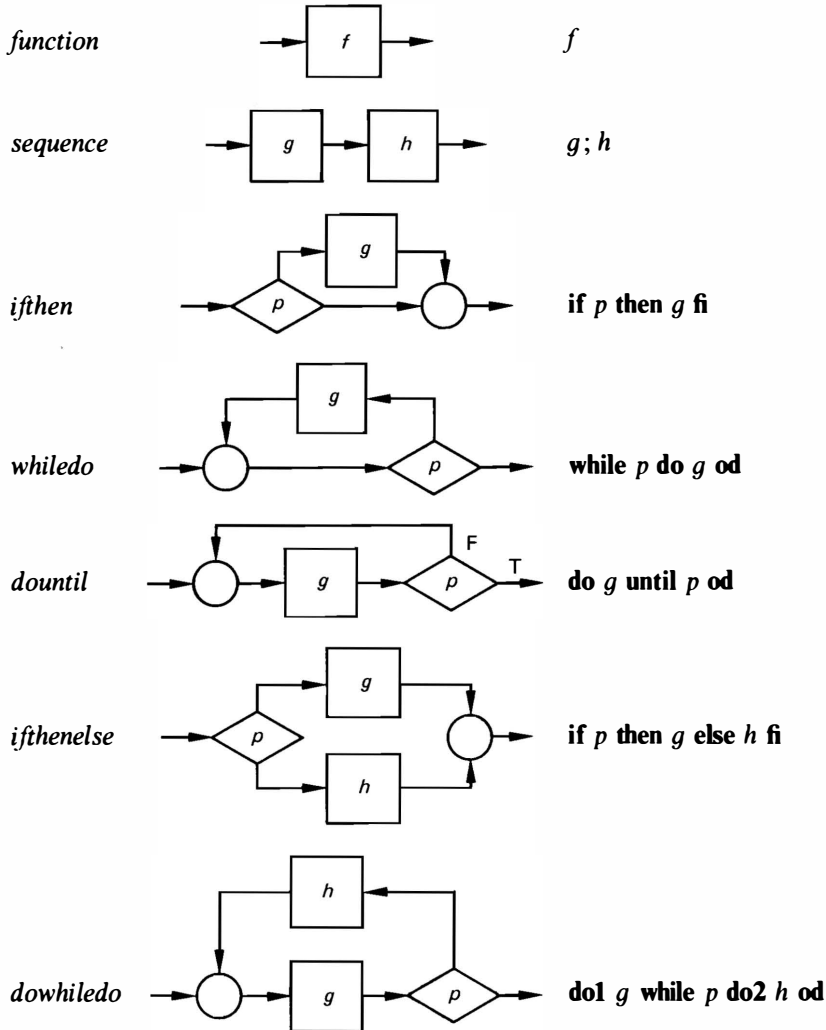 function f f
sequence g h g; h
g
ifthen p if p then g fi
g
whiledo p while p do g od
F
T
dountil g p do g until p od
g
ifthenelse p if p then g else h fi
h
h
dowhiledo g p do1 g while p do2 h od